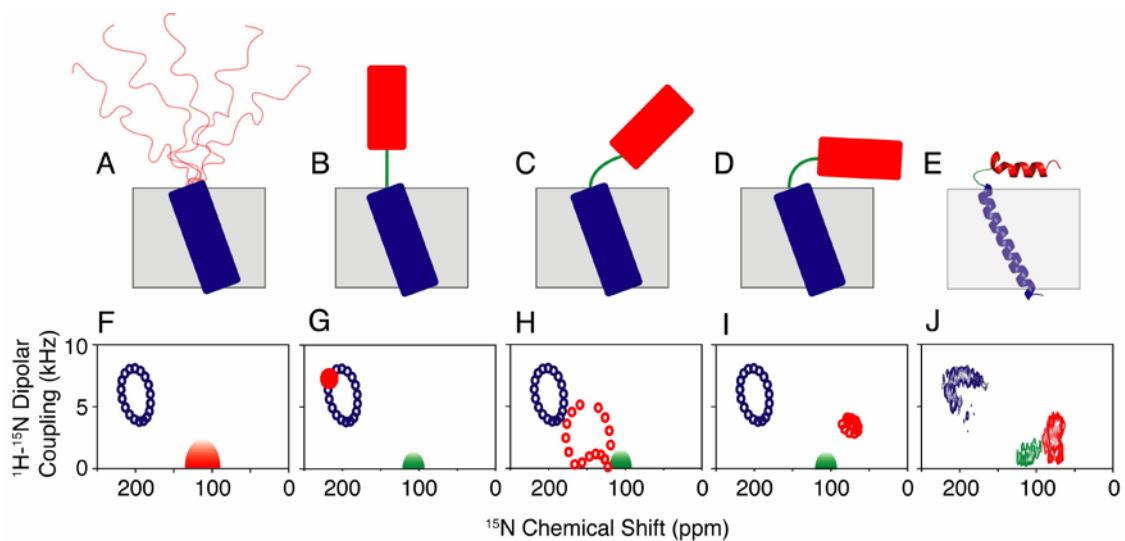 A B C D E
F G H I J
¹H-¹⁵N Dipolar
Coupling (kHz)
10
5
0
200 100 0 200 100 0 200 100 0 200 100 0 200 100 0
¹⁵N Chemical Shift (ppm)